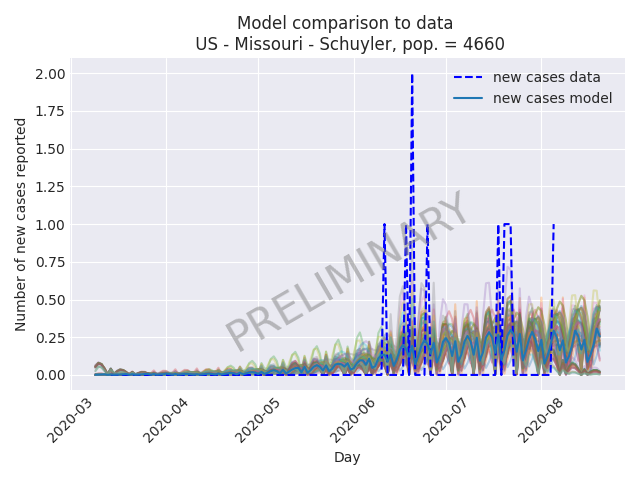 Model comparison to data
US - Missouri - Schuyler, pop. = 4660
new cases data
new cases model
Number of new cases reported
2.00
1.75
1.50
1.25
1.00
0.75
0.50
0.25
0.00
PRELIMINARY
2020-03
2020-04
2020-05
2020-06
2020-07
2020-08
Day